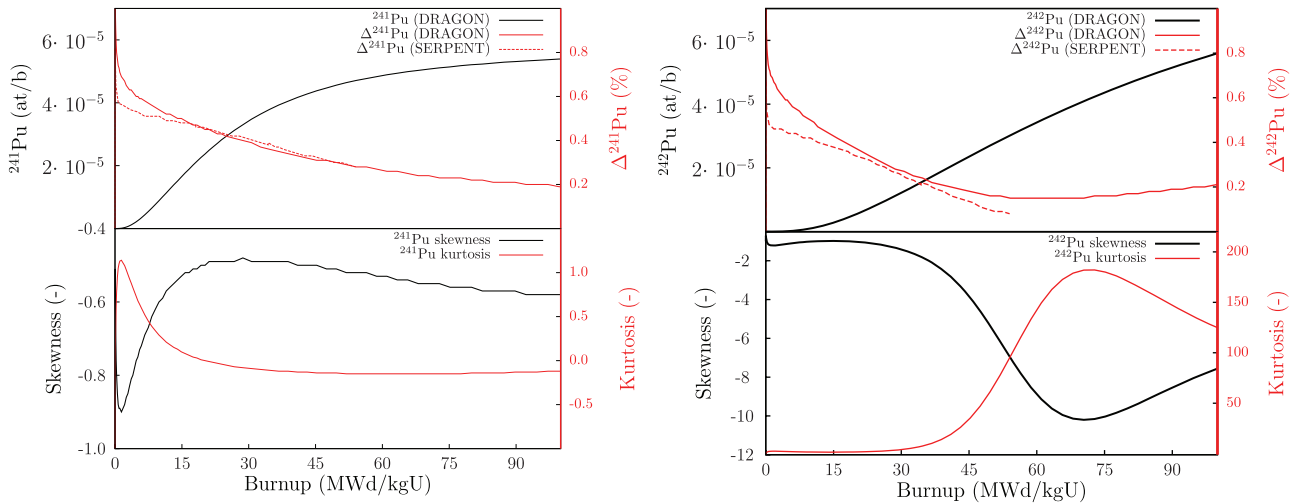 ²⁴¹Pu (DRAGON)
Δ²⁴¹Pu (DRAGON)
Δ²⁴¹Pu (SERPENT)
6· 10⁻⁵
4· 10⁻⁵
2· 10⁻⁵
-0.4
²⁴¹Pu (at/b)
0.8
0.6
0.4
0.2
Δ²⁴¹Pu (%)
²⁴¹Pu skewness
²⁴¹Pu kurtosis
-0.6
-0.8
-1.0
Skewness (-)
1.0
0.5
0.0
-0.5
Kurtosis (-)
0 15 30 45 60 75 90
Burnup (MWd/kgU)
²⁴²Pu (DRAGON)
Δ²⁴²Pu (DRAGON)
Δ²⁴²Pu (SERPENT)
6· 10⁻⁵
4· 10⁻⁵
2· 10⁻⁵
²⁴²Pu (at/b)
0.8
0.6
0.4
0.2
Δ²⁴²Pu (%)
²⁴²Pu skewness
²⁴²Pu kurtosis
-2
-4
-6
-8
-10
-12
Skewness (-)
200
150
100
50
Kurtosis (-)
0 15 30 45 60 75 90
Burnup (MWd/kgU)